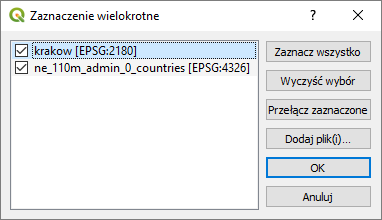 Zaznaczenie wielokrotne
krakow [EPSG:2180]
ne_110m_admin_0_countries [EPSG:4326]
Zaznacz wszystko
Wyczyść wybór
Przełącz zaznaczone
Dodaj plik(i)...
OK
Anuluj